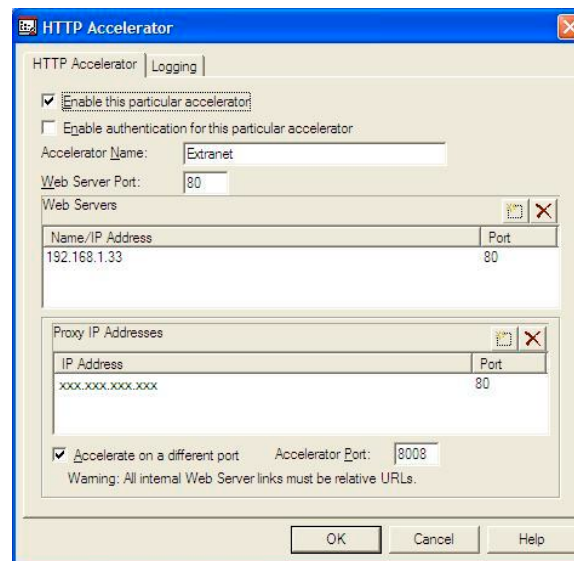 HTTP Accelerator
HTTP Accelerator Logging
Enable this particular accelerator
Enable authentication for this particular accelerator
Accelerator Name: Extranet
Web Server Port: 80
Web Servers
Name/IP Address Port
192.168.1.33 80
Proxy IP Addresses
IP Address Port
xxx.xxx.xxx.xxx 80
Accelerate on a different port Accelerator Port: 8008
Warning: All internal Web Server links must be relative URLs.
OK Cancel Help